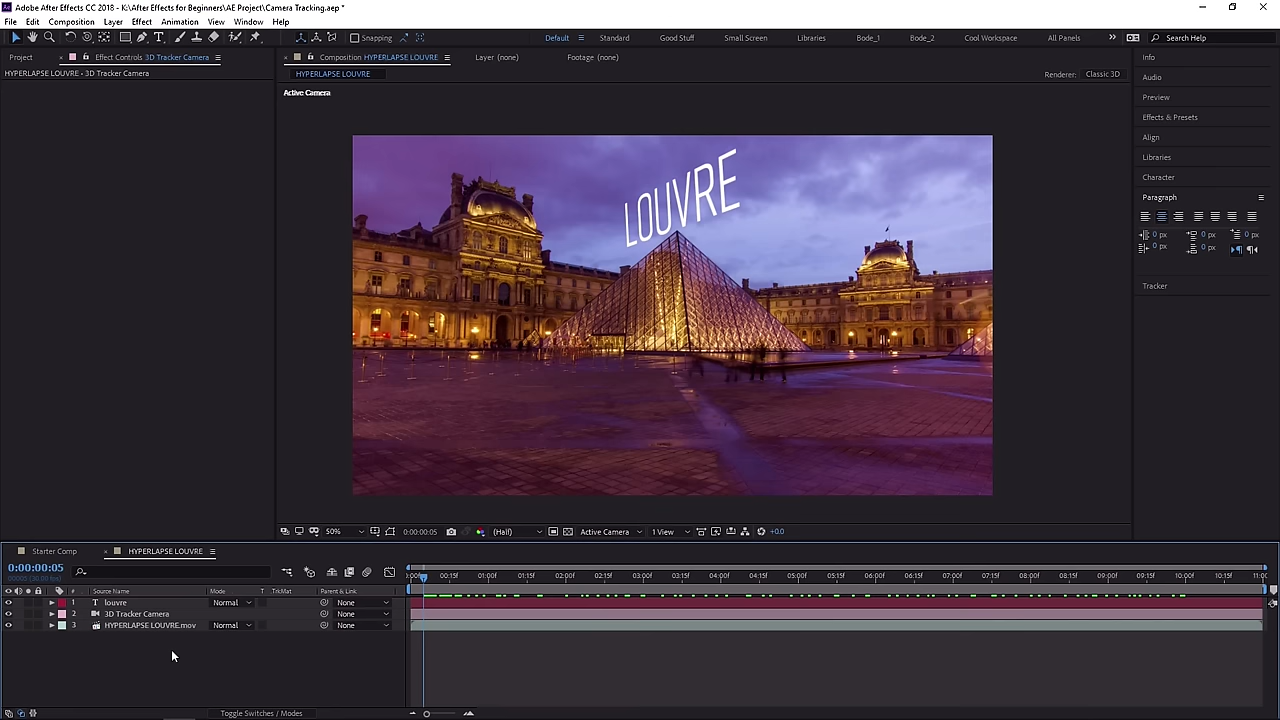 Adobe After Effects CC 2018 - K:\After Effects for Beginners\AE Project\Camera Tracking.aep *
File Edit Composition Layer Effect Animation View Window Help
Snapping
Default Standard Good Stuff Small Screen Libraries Bode_1 Bode_2 Cool Workspace All Panels Search Help
Project Effect Controls 3D Tracker Camera Composition HYPERLAPSE LOUVRE Layer (none) Footage (none)
HYPERLAPSE LOUVRE • 3D Tracker Camera
HYPERLAPSE LOUVRE
Renderer: Classic 3D
Active Camera
LOUVRE
Info
Audio
Preview
Effects & Presets
Align
Libraries
Character
Paragraph
0 px 0 px 0 px
0 px 0 px
Tracker
50% 0:00:00:05 (Half) Active Camera 1 View +0.0
Starter Comp HYPERLAPSE LOUVRE
0:00:00:05
00005 (30.00 fps)
00:15f 01:00f 01:15f 02:00f 02:15f 03:00f 03:15f 04:00f 04:15f 05:00f 05:15f 06:00f 06:15f 07:00f 07:15f 08:00f 08:15f 09:00f 09:15f 10:00f 10:15f
# Source Name Mode T .TrkMat Parent & Link
1 T louvre Normal None
2 3D Tracker Camera None
3 HYPERLAPSE LOUVRE.mov Normal None
Toggle Switches / Modes